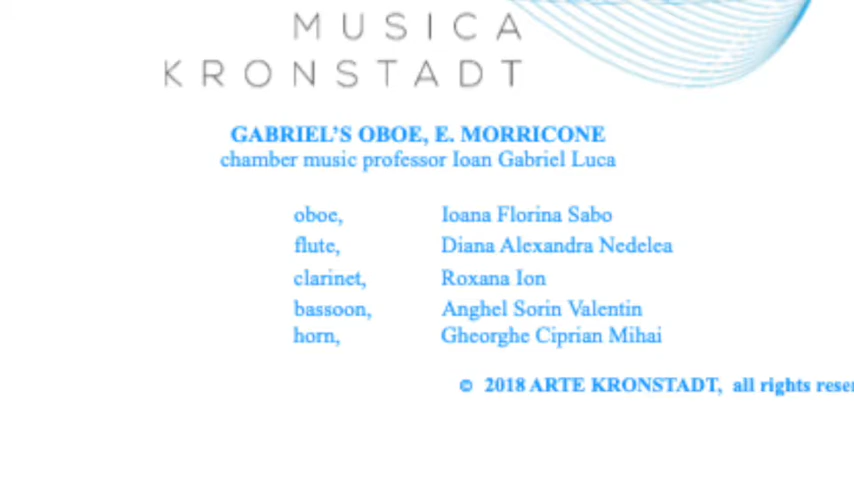 MUSICA
KRONSTADT
GABRIEL'S OBOE, E. MORRICONE
chamber music professor Ioan Gabriel Luca
oboe, Ioana Florina Sabo
flute, Diana Alexandra Nedelea
clarinet, Roxana Ion
bassoon, Anghel Sorin Valentin
horn, Gheorghe Ciprian Mihai
© 2018 ARTE KRONSTADT, all rights